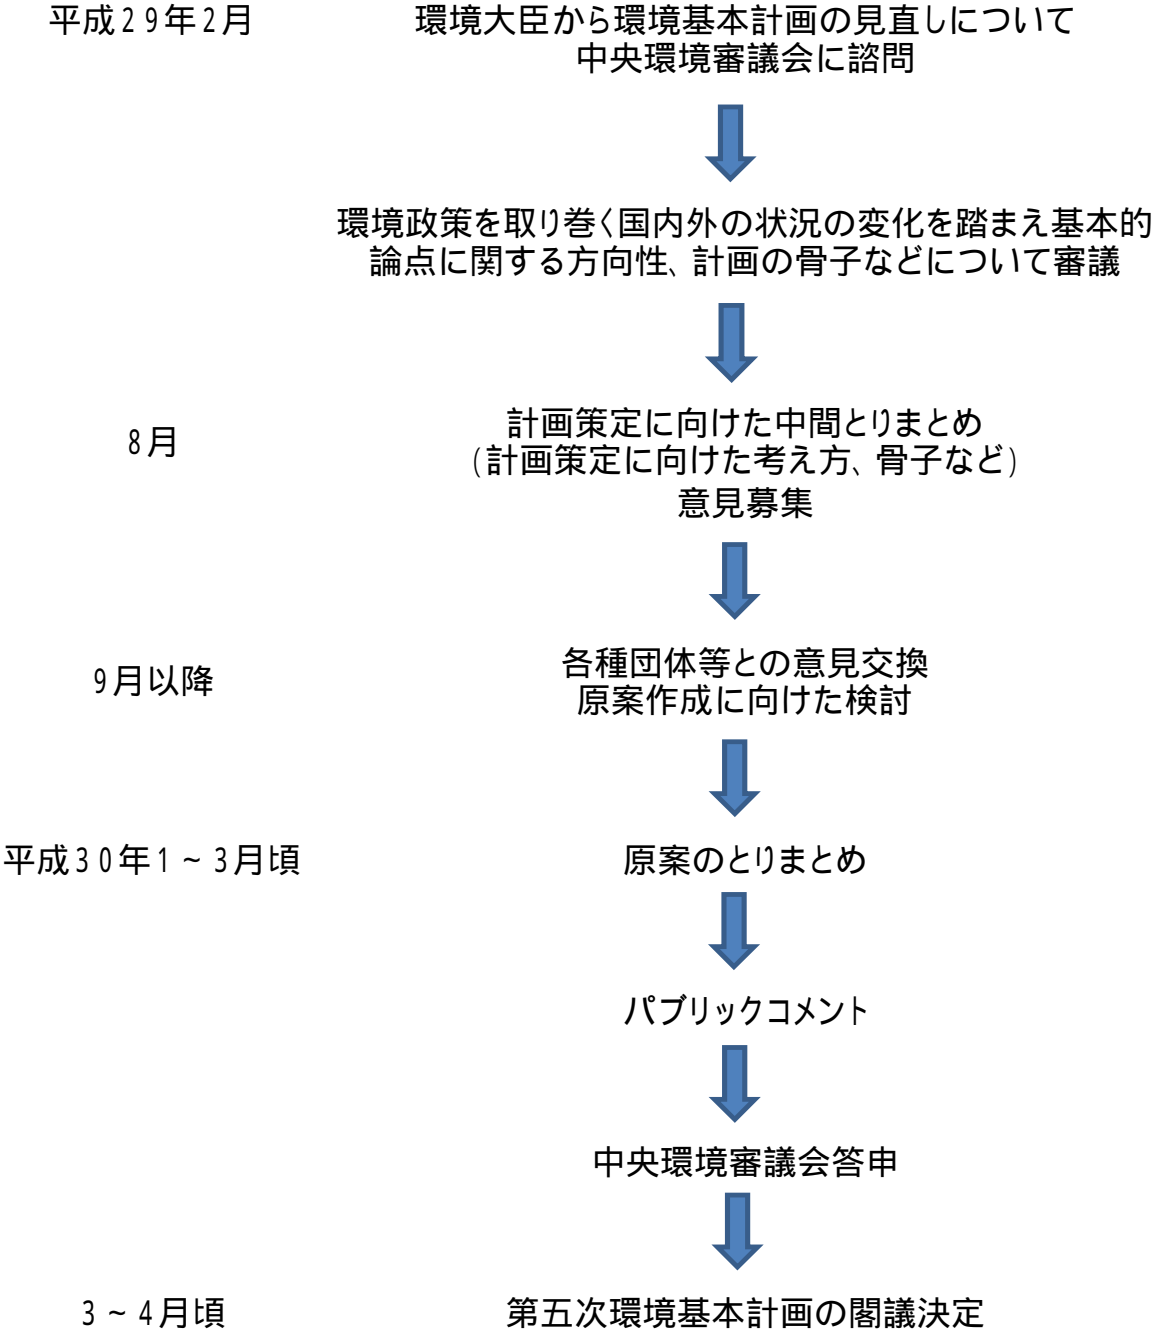 平成29年2月
環境大臣から環境基本計画の見直しについて
中央環境審議会に諮問
環境政策を取り巻く国内外の状況の変化を踏まえ基本的
論点に関する方向性、計画の骨子などについて審議
8月
計画策定に向けた中間とりまとめ
(計画策定に向けた考え方、骨子など)
意見募集
9月以降
各種団体等との意見交換
原案作成に向けた検討
平成30年1~3月頃
原案のとりまとめ
パブリックコメント
中央環境審議会答申
3~4月頃
第五次環境基本計画の閣議決定